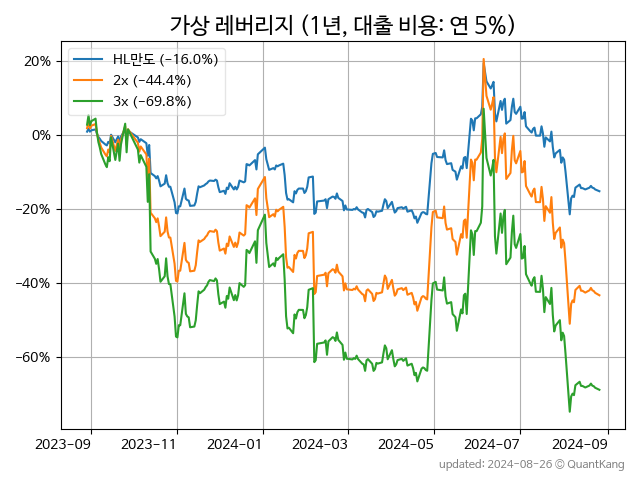 가상 레버리지 (1년, 대출 비용: 연 5%)
HL만도 (−16.0%)
2x (−44.4%)
3x (−69.8%)
20%
0%
−20%
−40%
−60%
2023-09 2023-11 2024-01 2024-03 2024-05 2024-07 2024-09
updated: 2024-08-26 © QuantKang